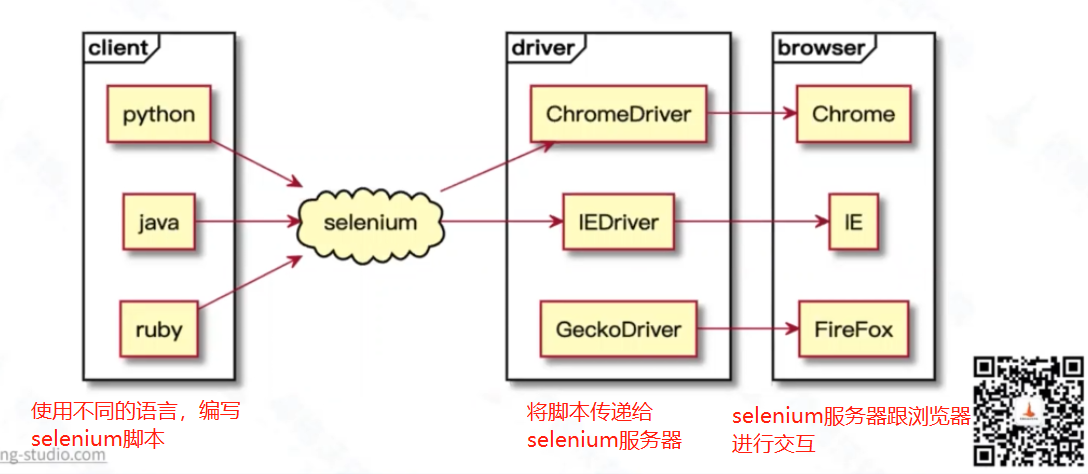 client
driver
browser
python
ChromeDriver
Chrome
java
selenium
IEDriver
IE
ruby
GeckoDriver
FireFox
使用不同的语言，编写
selenium脚本
将脚本传递给
selenium服务器
selenium服务器跟浏览器
进行交互
ng-studio.com